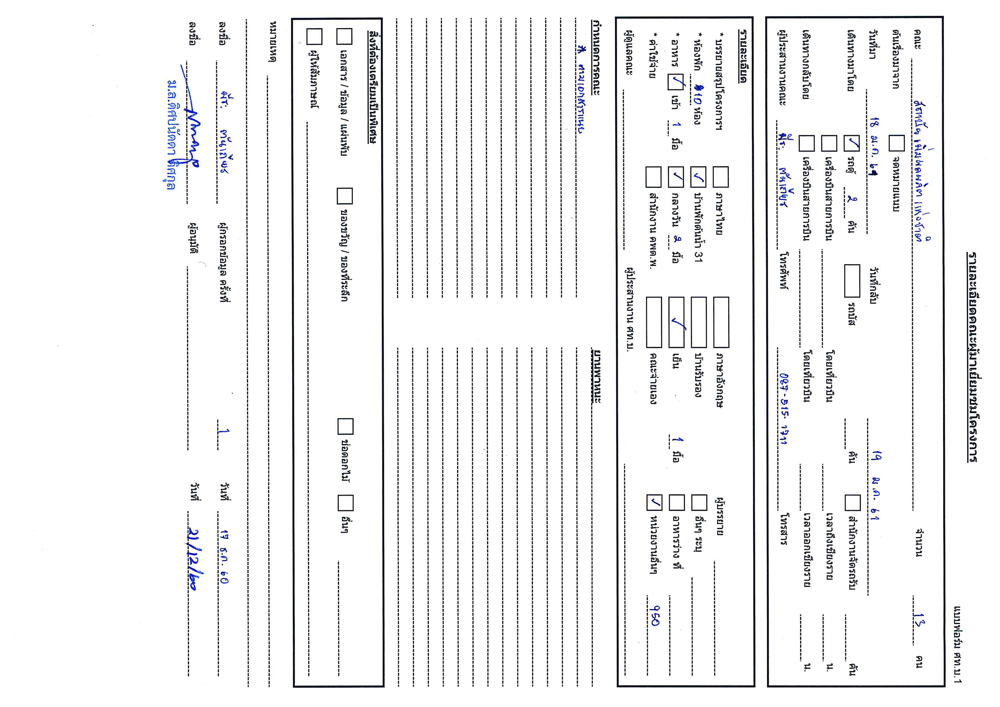 แบบฟอร์ม ศท.บ.1
รายละเอียดคณะผู้มาเยี่ยมชมโครงการ
คณะ สถาบันเพิ่มผลผลิตแห่งชาติ จำนวน 13 คน
ต้นเรื่องมาจาก จดหมายแนบ
วันที่มา 18 ม.ค. 61 วันที่กลับ 19 ม.ค. 61
เดินทางมาโดย ✓ รถตู้ 2 คัน รถบัส คัน สำนักงานจัดรถรับ คัน
เครื่องบินสายการบิน โดยเที่ยวบิน เวลาถึงเชียงราย น.
เดินทางกลับโดย เครื่องบินสายการบิน โดยเที่ยวบิน เวลาออกเชียงราย น.
ผู้ประสานงานคณะ พีระ ตันเถียร โทรศัพท์ 087-515- โทรสาร
รายละเอียด
* บรรยายสรุปโครงการฯ ภาษาไทย ภาษาอังกฤษ ผู้บรรยาย
* ห้องพัก 10 ห้อง ✓ บ้านพักต้นน้ำ 31 บ้านรับรอง อื่นๆ ระบุ
* อาหาร ✓ เช้า 1 มื้อ ✓ กลางวัน 2 มื้อ ✓ เย็น 1 มื้อ อาหารว่าง ที่
* ค่าใช้จ่าย สำนักงาน คพต.พ. คณะจ่ายเอง ✓ หน่วยงานอื่นๆ 950
ผู้ดูแลคณะ ผู้ประสานงาน ศท.บ.
กำหนดการคณะ ยานพาหนะ
* ตามเอกสารแนบ
สิ่งที่ต้องเตรียมเป็นพิเศษ
เอกสาร / ข้อมูล / แผ่นพับ ของขวัญ / ของที่ระลึก ช่อดอกไม้ อื่นๆ
ผู้ให้สัมภาษณ์
หมายเหตุ
ลงชื่อ พีระ ตันเถียร ผู้กรอกข้อมูล ครั้งที่ 1 วันที่ 17 ธ.ค. 60
ลงชื่อ ผู้อนุมัติ วันที่ 21/12/60
ม.ล.ดิศปนัดดา ดิศกุล